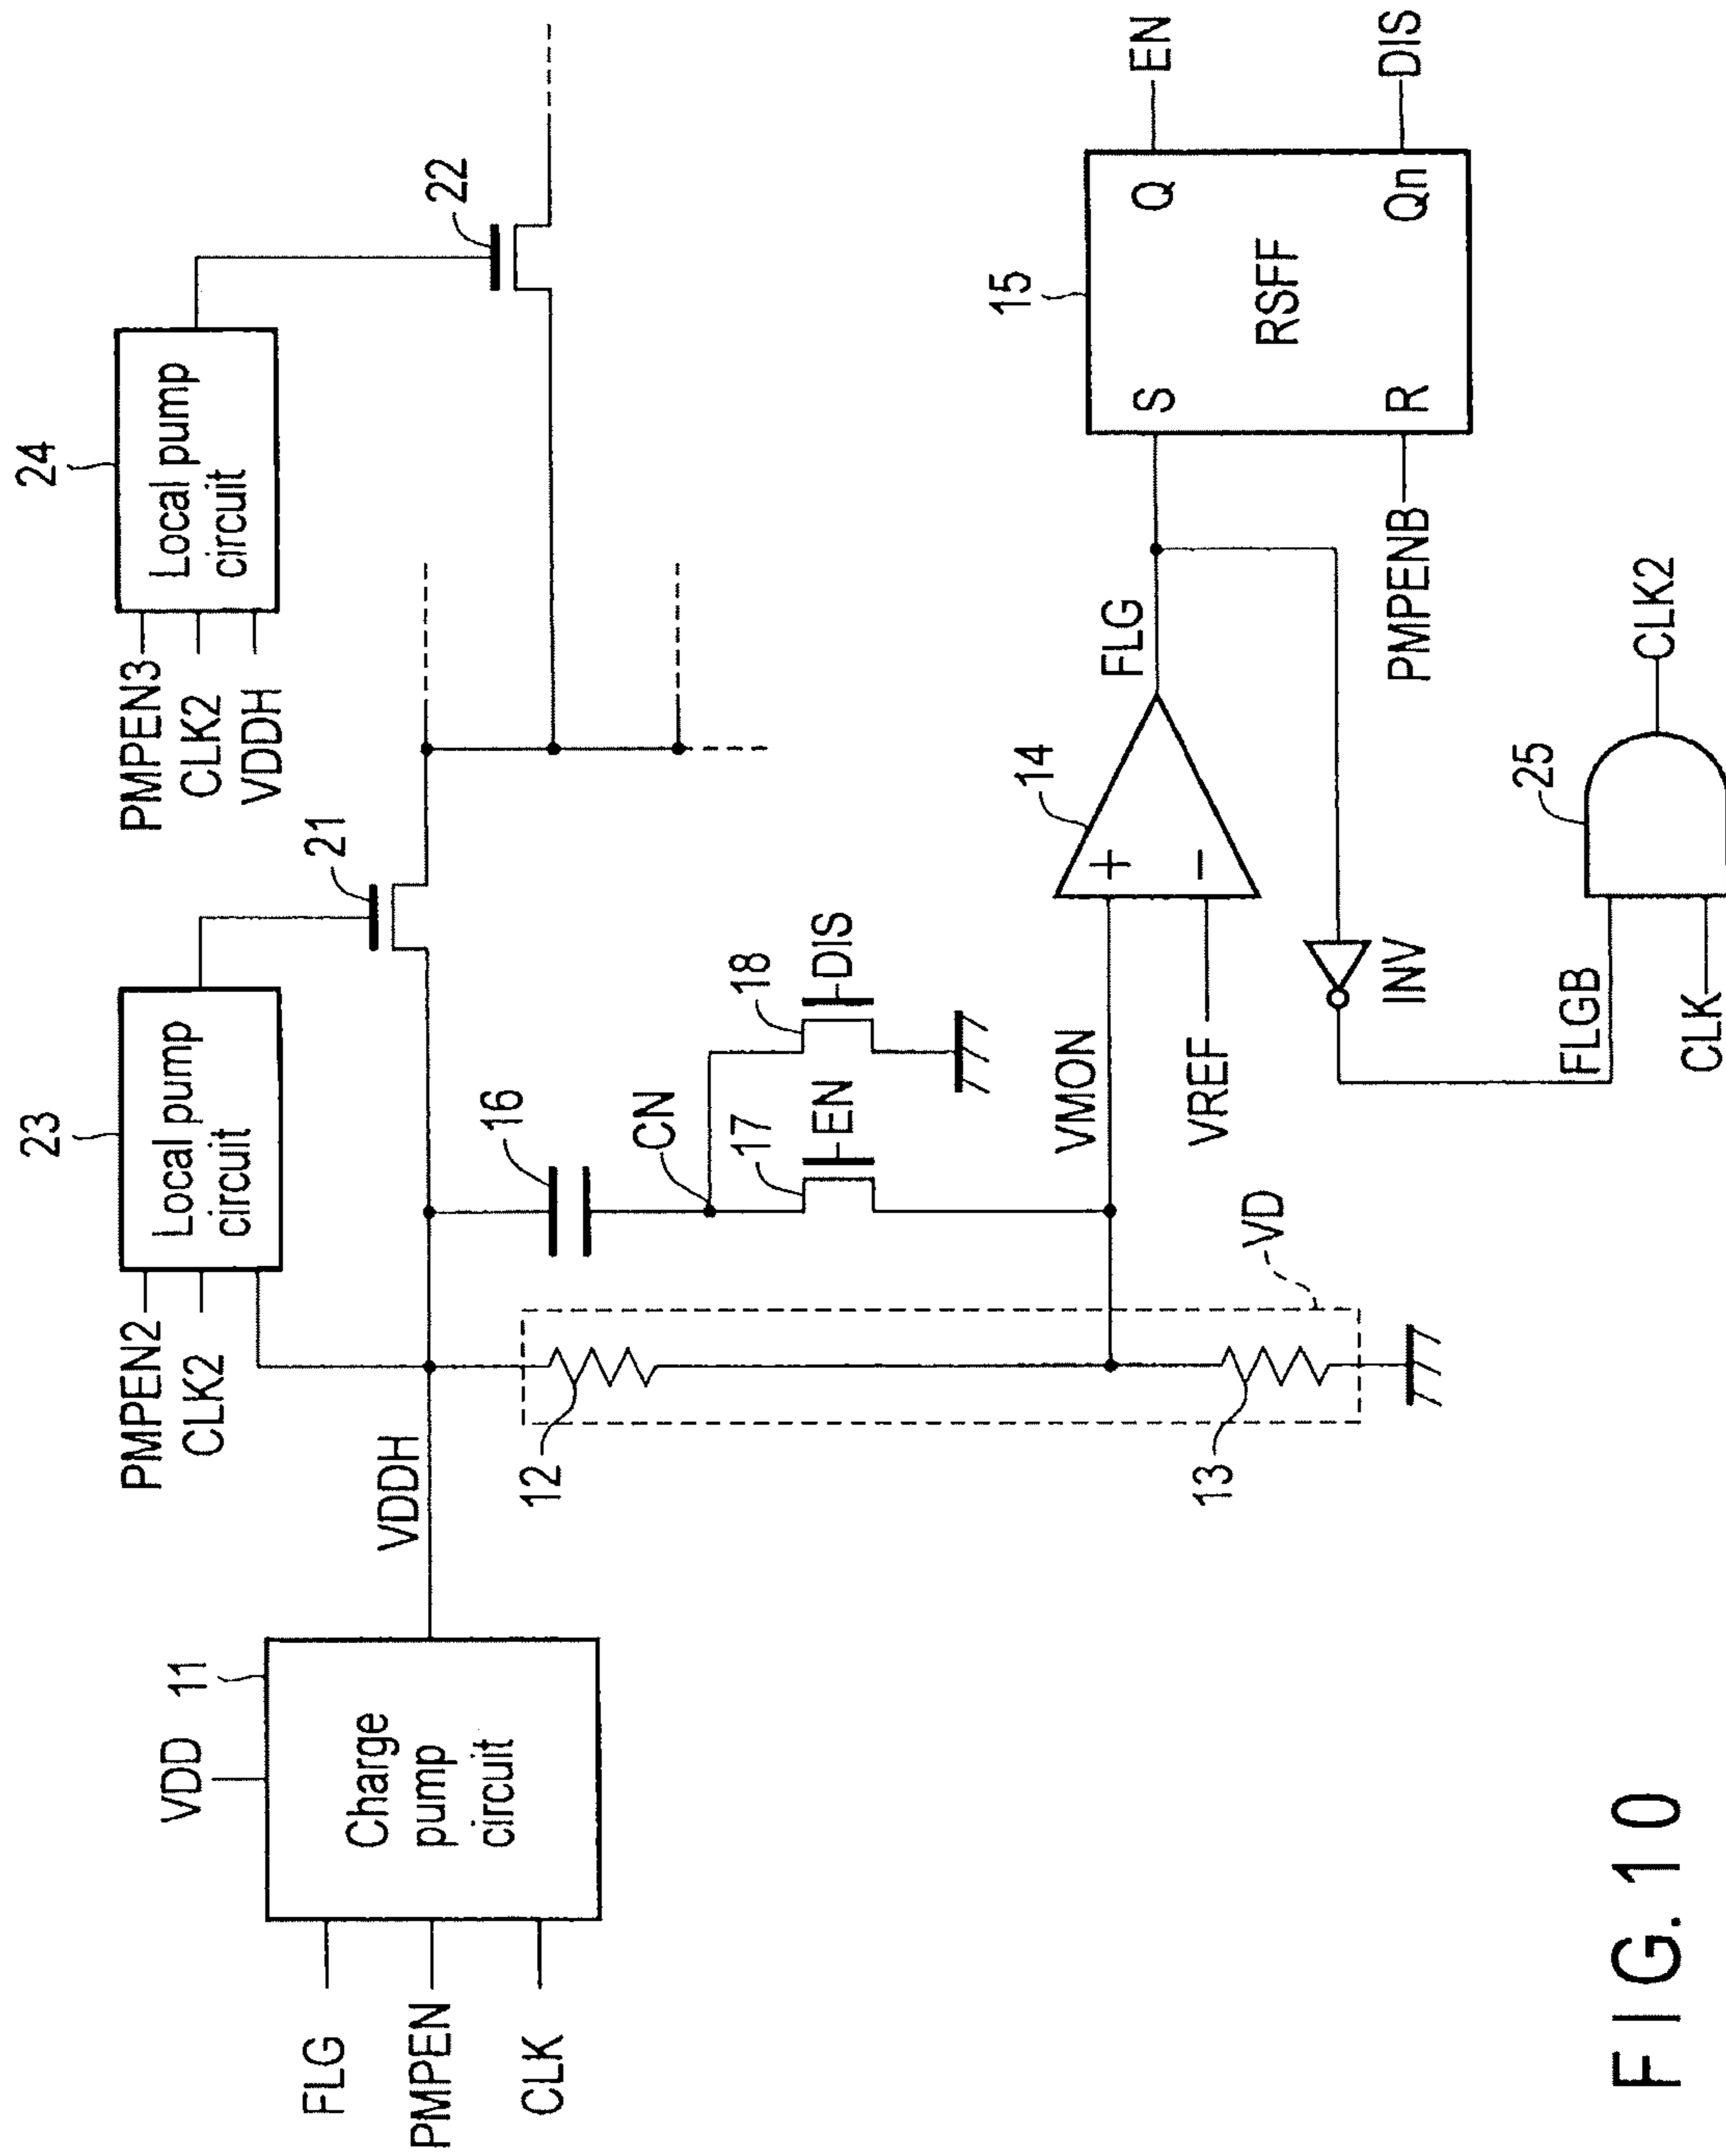 PMPEN2
CLK2
23
Local pump
circuit
PMPEN3
CLK2
VDDH
24
Local pump
circuit
21
22
VDD
11
FLG
PMPEN
CLK
Charge
pump
circuit
VDDH
12
13
VD
16
CN
17
EN
18
DIS
VMON
VREF
14
+
−
FLG
INV
FLGB
CLK
25
CLK2
PMPENB
15
S
R
RSFF
Q
Qn
EN
DIS
FIG. 10